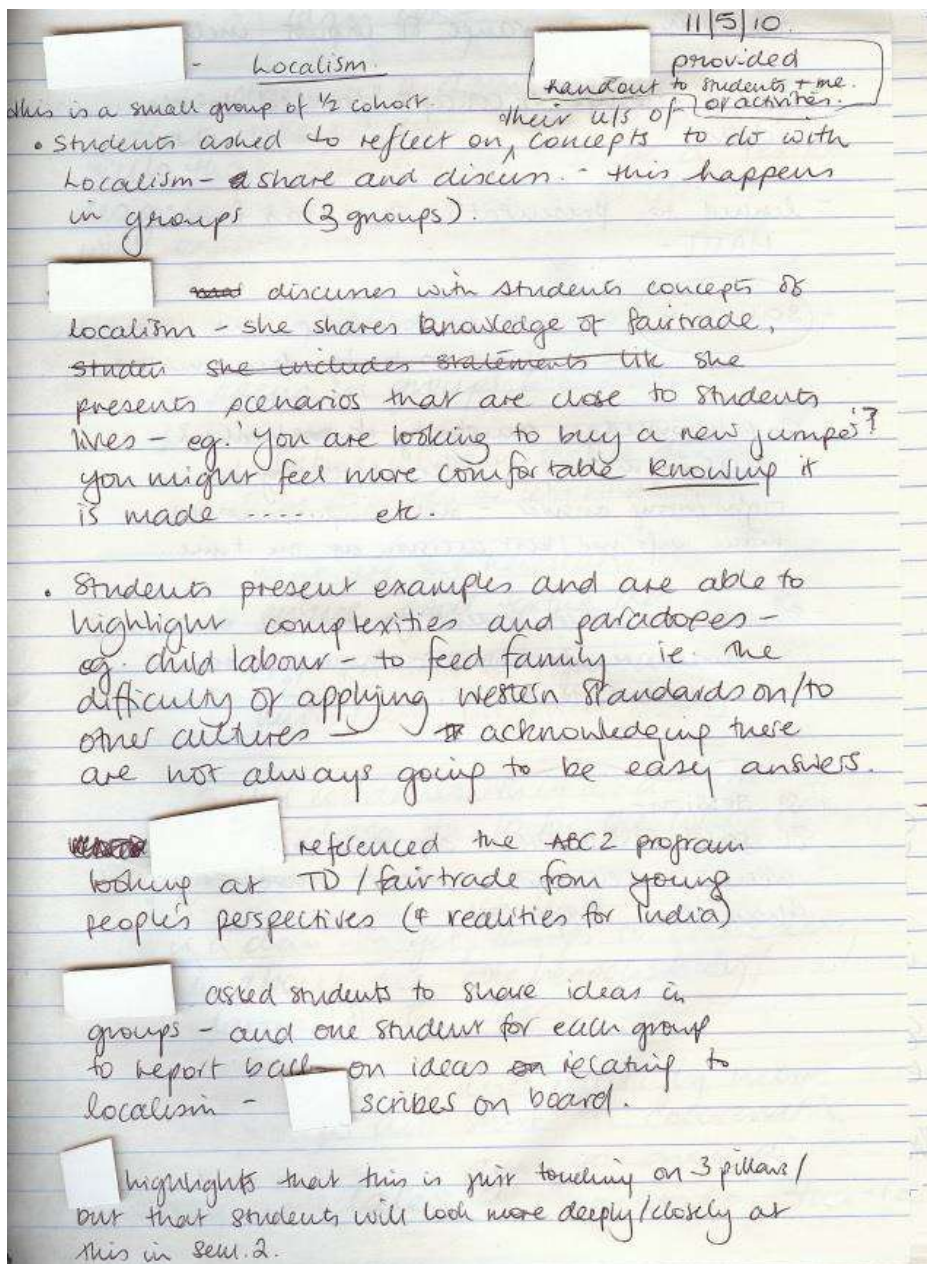 11/5/10.
- Localism.
provided
handout to students + me
of activities.
this is a small group of ½ cohort.
their u/s of
• Students asked to reflect on ^ concepts to do with
Localism - share and discuss. - this happens
in groups (3 groups).
discusses with students concepts of
localism - she shares knowledge of fairtrade,
studen she includes statements lik she
presents scenarios that are close to students
lives - eg. 'you are looking to buy a new jumper'?
you might feel more comfortable knowing it
is made ..... etc.
• Students present examples and are able to
highlight complexities and paradoxes -
eg. child labour - to feed family ie. the
difficulty of applying western standards on/to
other cultures - acknowledging there
are not always going to be easy answers.
referenced the ABC2 program
looking at TD/fairtrade from young
people's perspectives (& realities for India)
asked students to share ideas in
groups - and one student for each group
to report back on ideas on relating to
localism - scribes on board.
highlights that this is just touching on 3 pillars/
but that students will look more deeply/closely at
this in sem. 2.